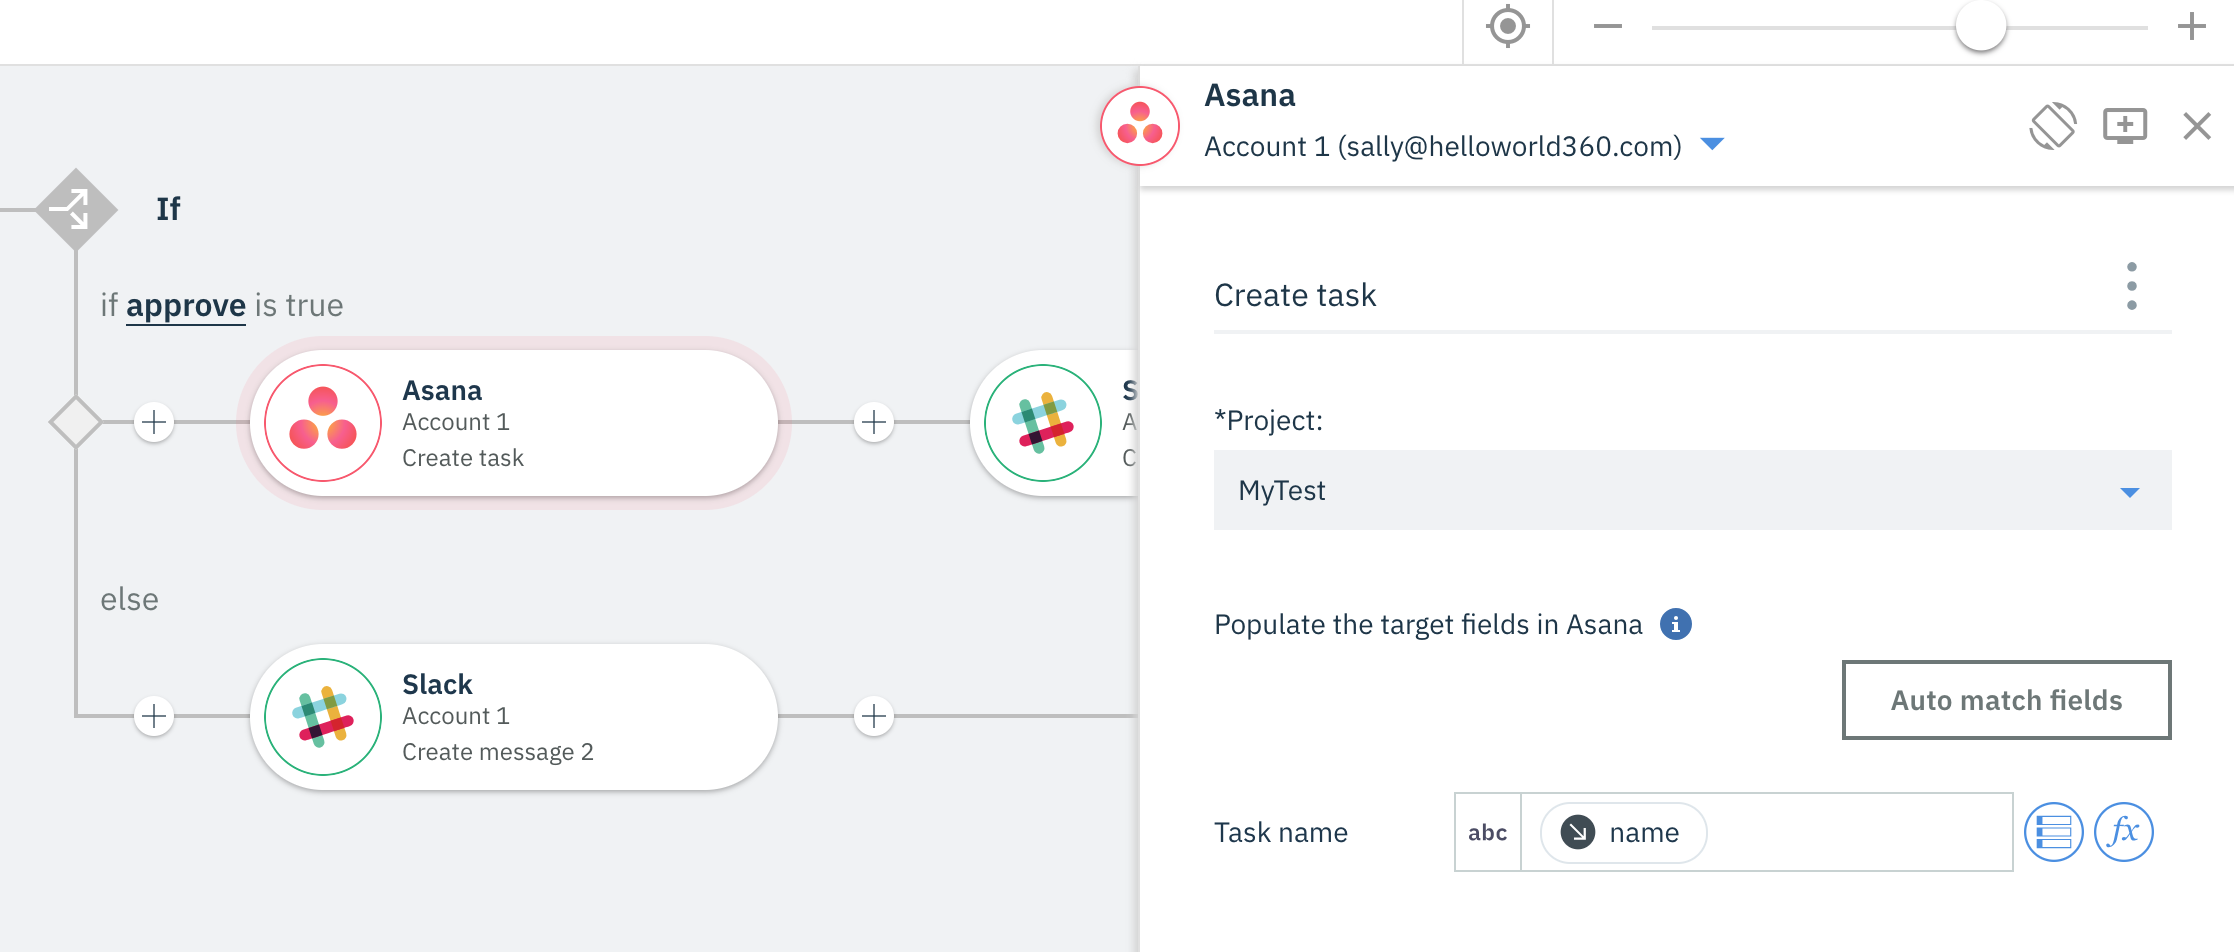 Asana
Account 1 (sally@helloworld360.com)
If
if approve is true
Asana
Account 1
Create task
S
A
C
else
Slack
Account 1
Create message 2
Create task
*Project:
MyTest
Populate the target fields in Asana
i
Auto match fields
Task name
abc
name
fx